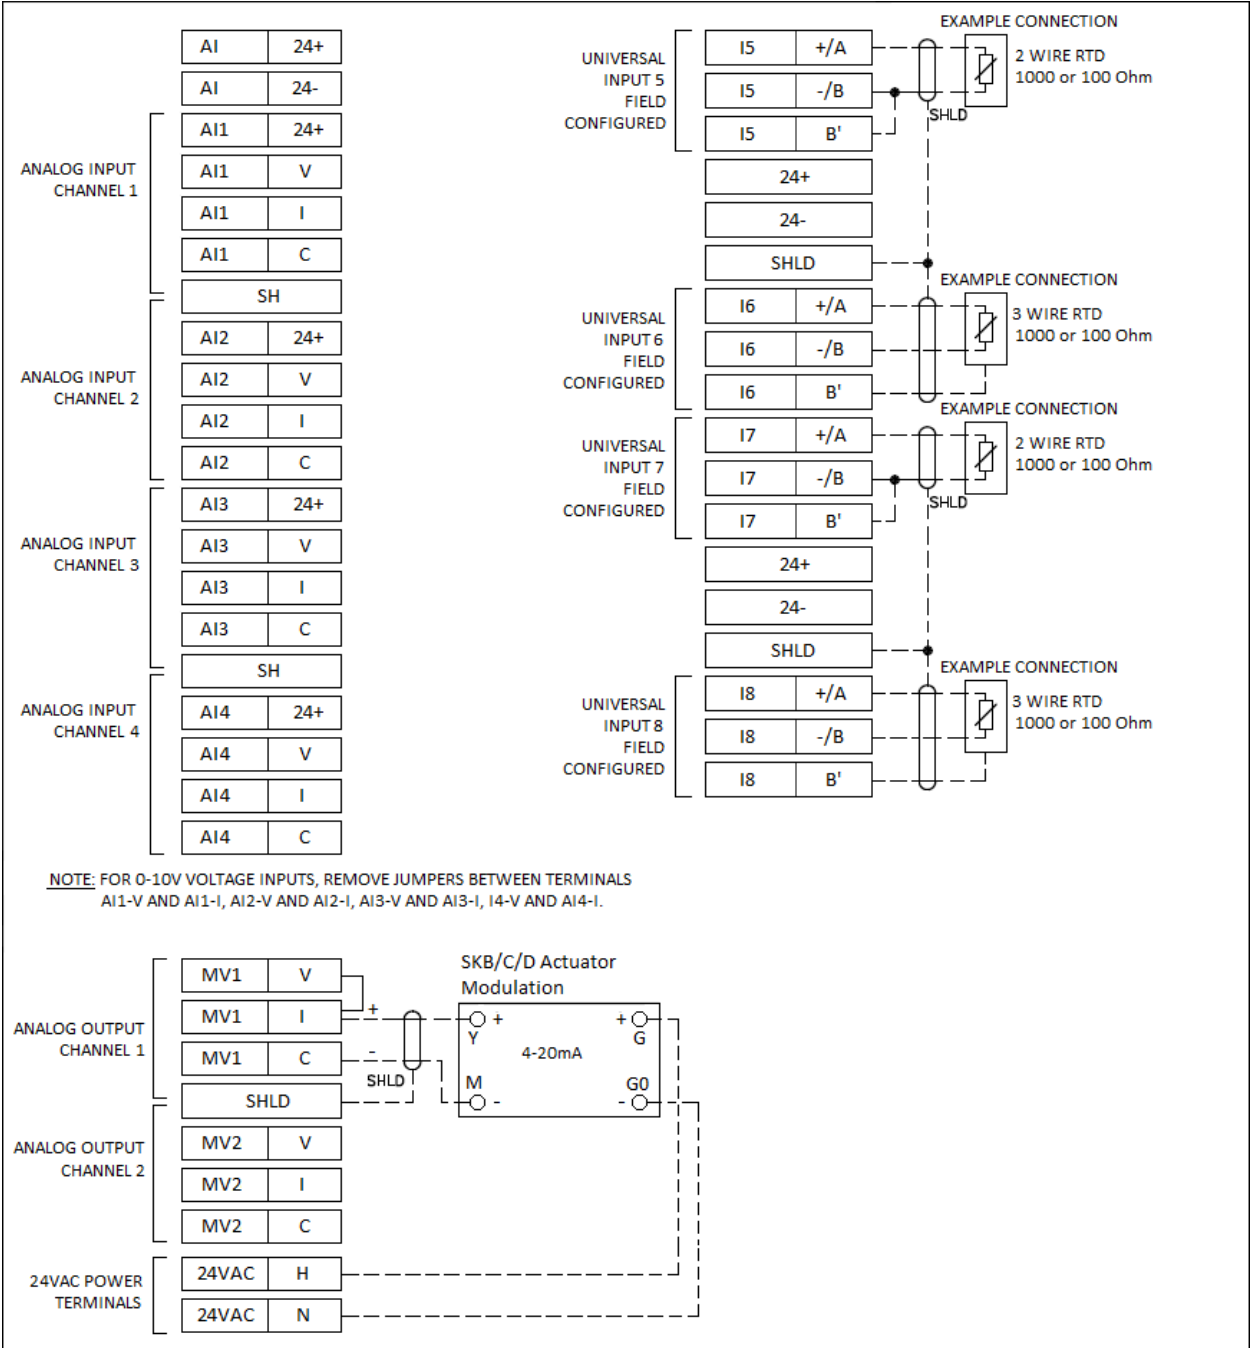 AI 24+
AI 24-
ANALOG INPUT
CHANNEL 1
AI1 24+
AI1 V
AI1 I
AI1 C
SH
ANALOG INPUT
CHANNEL 2
AI2 24+
AI2 V
AI2 I
AI2 C
ANALOG INPUT
CHANNEL 3
AI3 24+
AI3 V
AI3 I
AI3 C
SH
ANALOG INPUT
CHANNEL 4
AI4 24+
AI4 V
AI4 I
AI4 C
UNIVERSAL
INPUT 5
FIELD
CONFIGURED
I5 +/A
I5 -/B
I5 B'
24+
24-
SHLD
EXAMPLE CONNECTION
2 WIRE RTD
1000 or 100 Ohm
SHLD
UNIVERSAL
INPUT 6
FIELD
CONFIGURED
I6 +/A
I6 -/B
I6 B'
EXAMPLE CONNECTION
3 WIRE RTD
1000 or 100 Ohm
UNIVERSAL
INPUT 7
FIELD
CONFIGURED
I7 +/A
I7 -/B
I7 B'
24+
24-
SHLD
EXAMPLE CONNECTION
2 WIRE RTD
1000 or 100 Ohm
SHLD
UNIVERSAL
INPUT 8
FIELD
CONFIGURED
I8 +/A
I8 -/B
I8 B'
EXAMPLE CONNECTION
3 WIRE RTD
1000 or 100 Ohm
NOTE: FOR 0-10V VOLTAGE INPUTS, REMOVE JUMPERS BETWEEN TERMINALS
AI1-V AND AI1-I, AI2-V AND AI2-I, AI3-V AND AI3-I, I4-V AND AI4-I.
ANALOG OUTPUT
CHANNEL 1
MV1 V
MV1 I
MV1 C
SHLD
+
-
SHLD
SKB/C/D Actuator
Modulation
+ +
Y G
4-20mA
M G0
- -
ANALOG OUTPUT
CHANNEL 2
MV2 V
MV2 I
MV2 C
24VAC POWER
TERMINALS
24VAC H
24VAC N